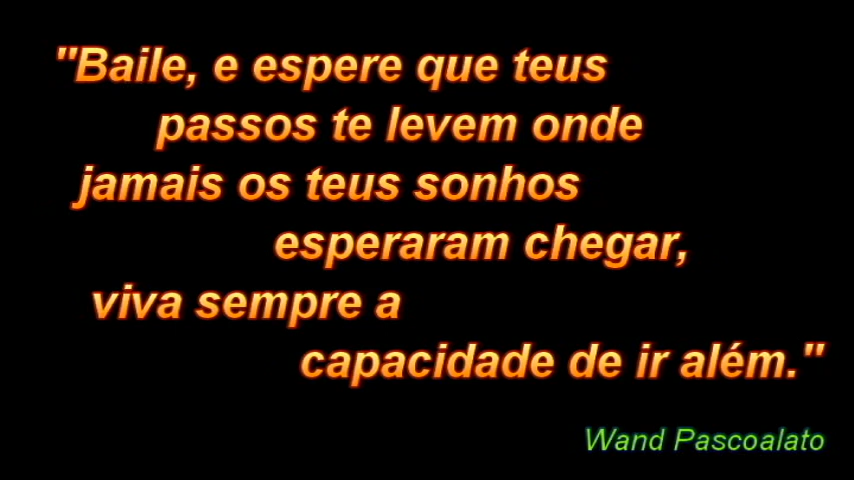 "Baile, e espere que teus
passos te levem onde
jamais os teus sonhos
esperaram chegar,
viva sempre a
capacidade de ir além."
Wand Pascoalato